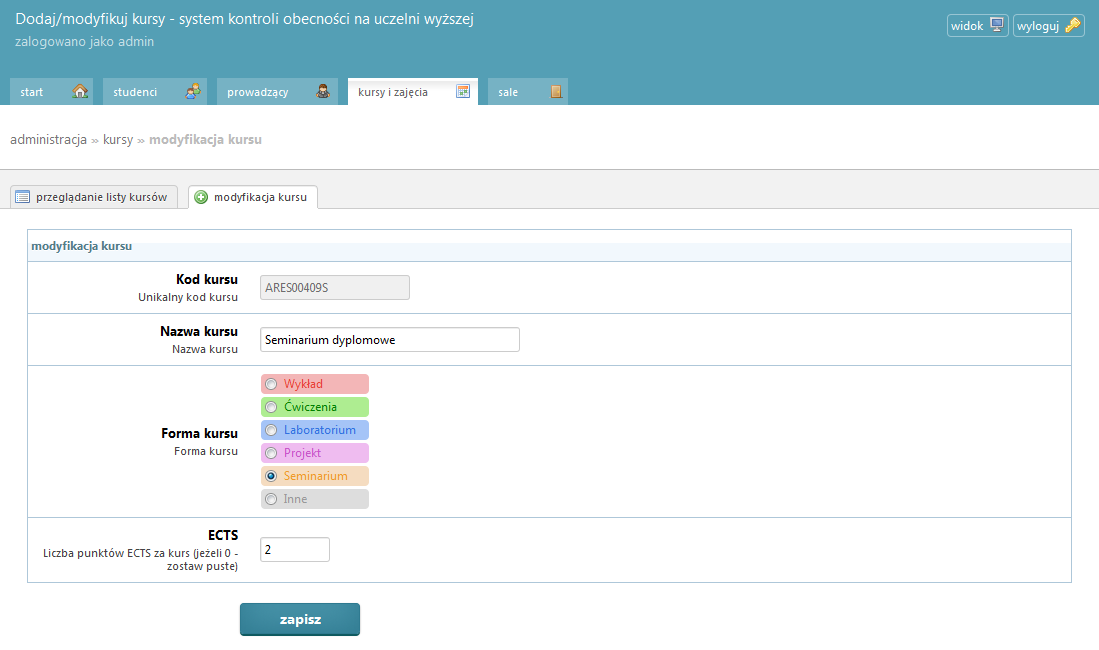 Dodaj/modyfikuj kursy - system kontroli obecności na uczelni wyższej
zalogowano jako admin
widok
wyloguj
start
studenci
prowadzący
kursy i zajęcia
sale
administracja » kursy » modyfikacja kursu
przeglądanie listy kursów
modyfikacja kursu
modyfikacja kursu
Kod kursu
Unikalny kod kursu
ARES00409S
Nazwa kursu
Nazwa kursu
Seminarium dyplomowe
Forma kursu
Forma kursu
Wykład
Ćwiczenia
Laboratorium
Projekt
Seminarium
Inne
ECTS
Liczba punktów ECTS za kurs (jeżeli 0 -
zostaw puste)
2
zapisz